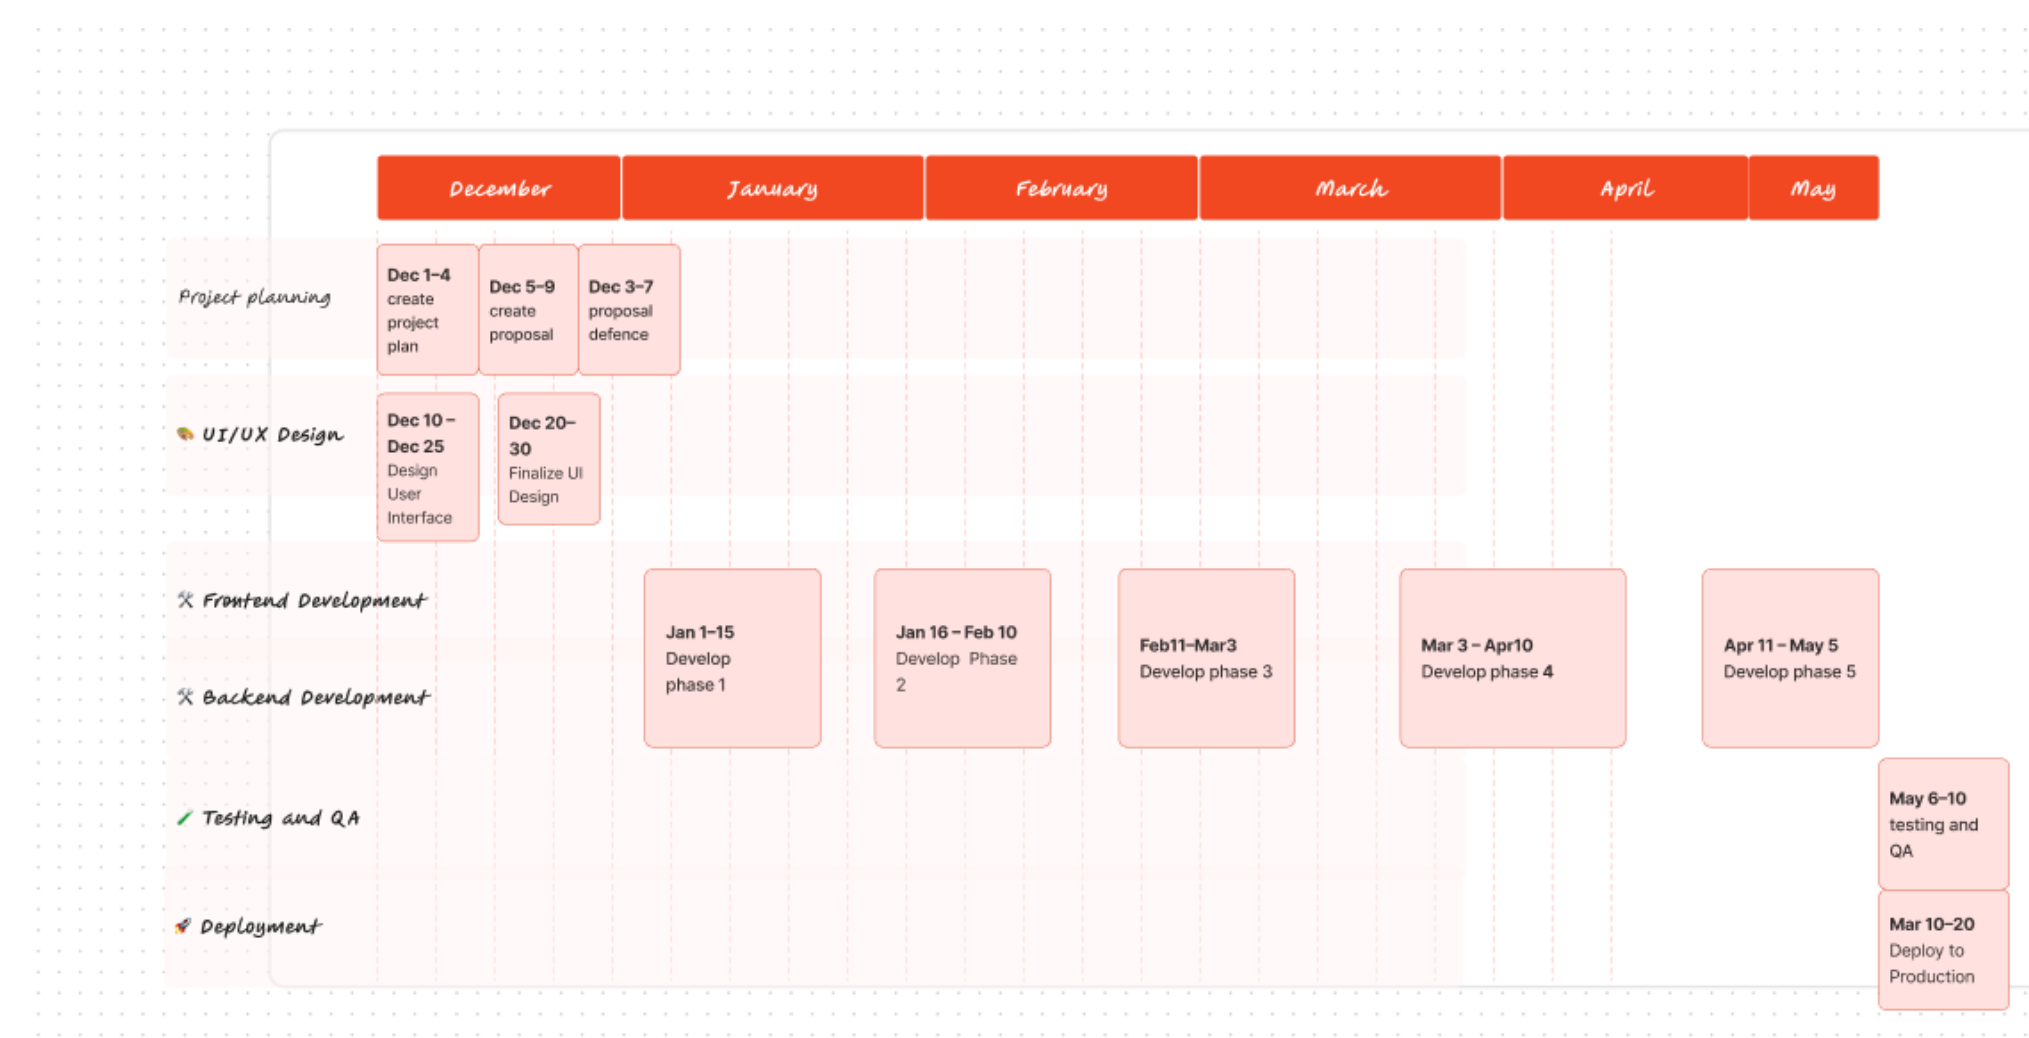 December
January
February
March
April
May
Project planning
Dec 1–4
create
project
plan
Dec 5–9
create
proposal
Dec 3–7
proposal
defence
UI/UX Design
Dec 10 –
Dec 25
Design
User
Interface
Dec 20–
30
Finalize UI
Design
Frontend Development
Backend Development
Jan 1–15
Develop
phase 1
Jan 16 – Feb 10
Develop Phase
2
Feb11–Mar3
Develop phase 3
Mar 3 – Apr10
Develop phase 4
Apr 11 – May 5
Develop phase 5
Testing and QA
May 6–10
testing and
QA
Deployment
Mar 10–20
Deploy to
Production